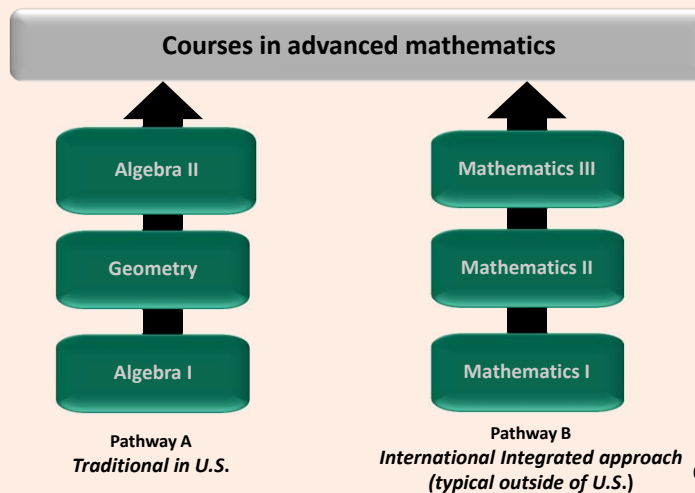 Courses in advanced mathematics
Algebra II
Mathematics III
Geometry
Mathematics II
Algebra I
Mathematics I
Pathway A
Traditional in U.S.
Pathway B
International Integrated approach
(typical outside of U.S.)